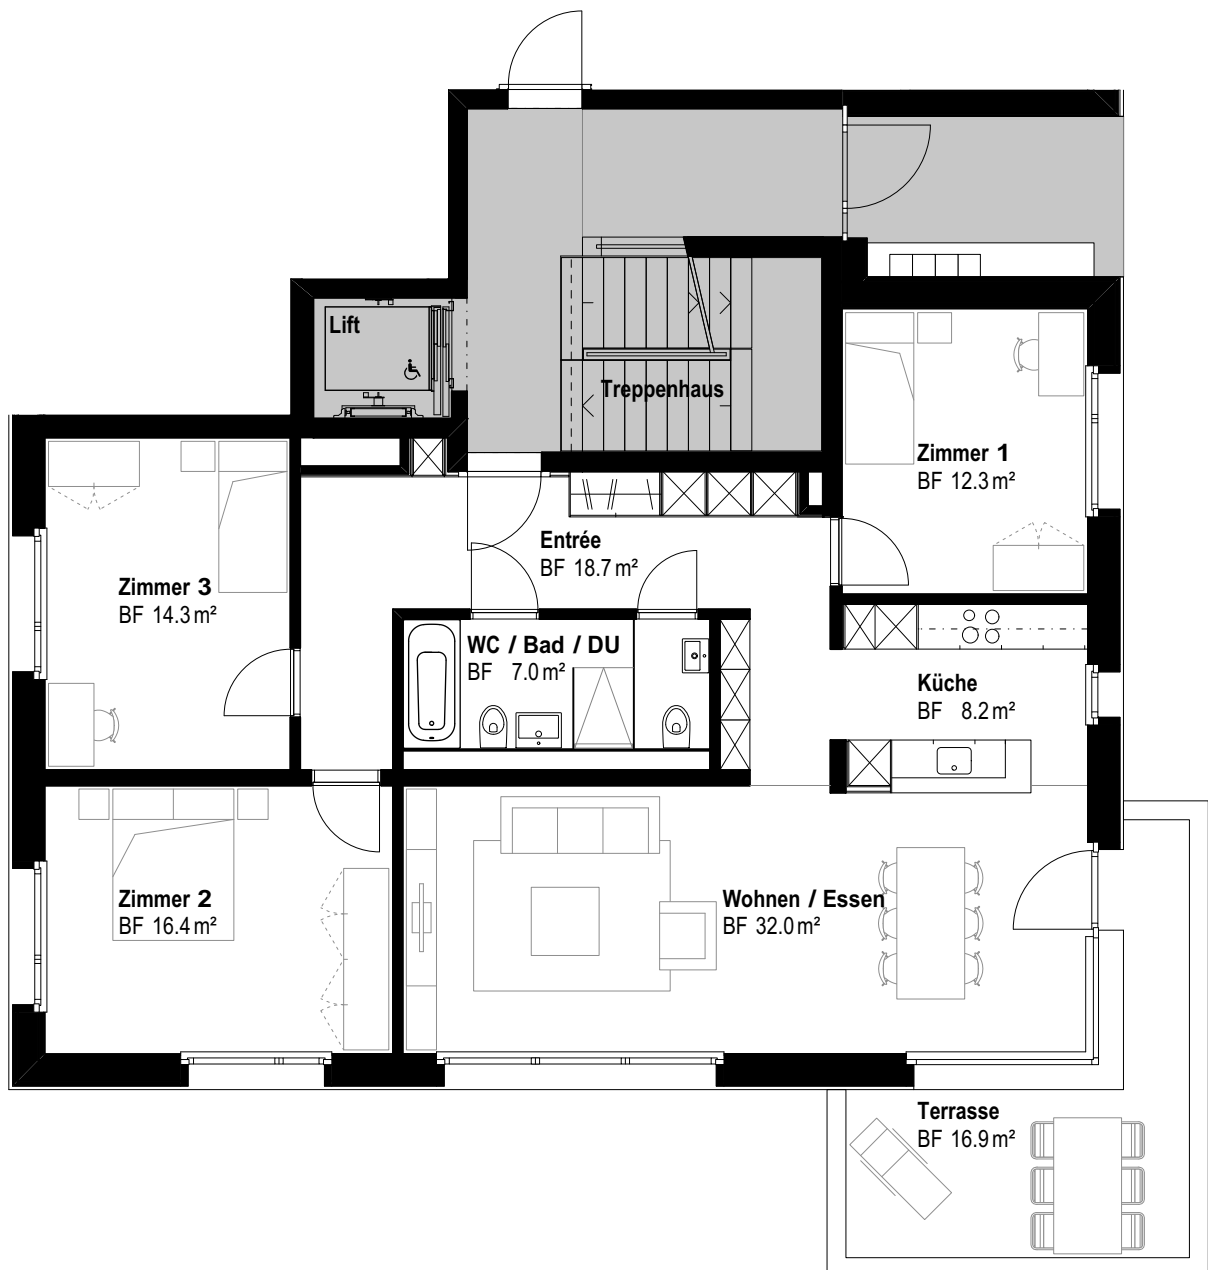 Lift
Treppenhaus
Zimmer 1
BF 12.3 m²
Entrée
BF 18.7 m²
Zimmer 3
BF 14.3 m²
WC / Bad / DU
BF 7.0 m²
Küche
BF 8.2 m²
Zimmer 2
BF 16.4 m²
Wohnen / Essen
BF 32.0 m²
Terrasse
BF 16.9 m²